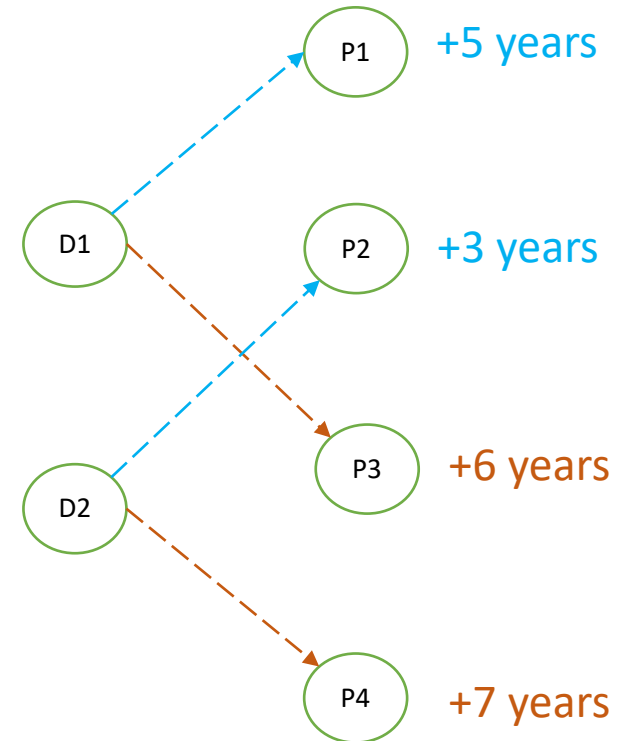 P1 +5 years
D1
P2 +3 years
P3 +6 years
D2
P4 +7 years